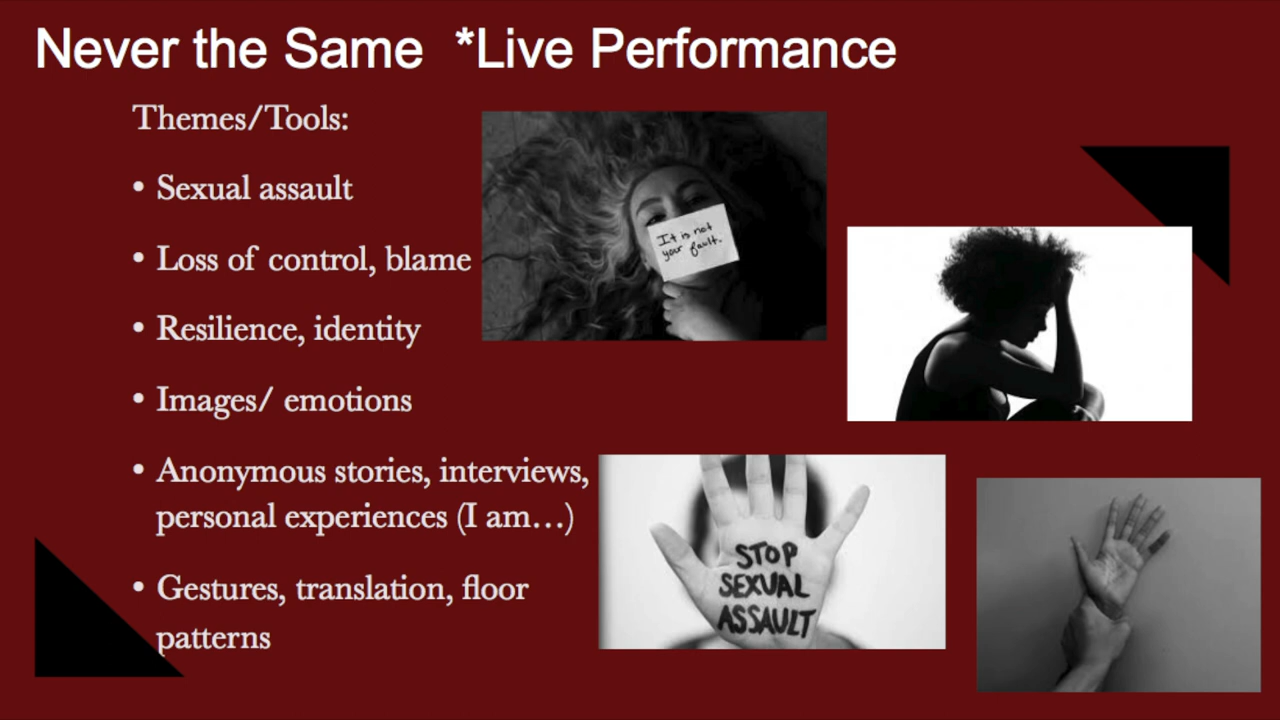 Never the Same *Live Performance
Themes/Tools:
• Sexual assault
• Loss of control, blame
• Resilience, identity
• Images/ emotions
• Anonymous stories, interviews,
personal experiences (I am…)
• Gestures, translation, floor
patterns
It is not
your fault.
STOP
SEXUAL
ASSAULT